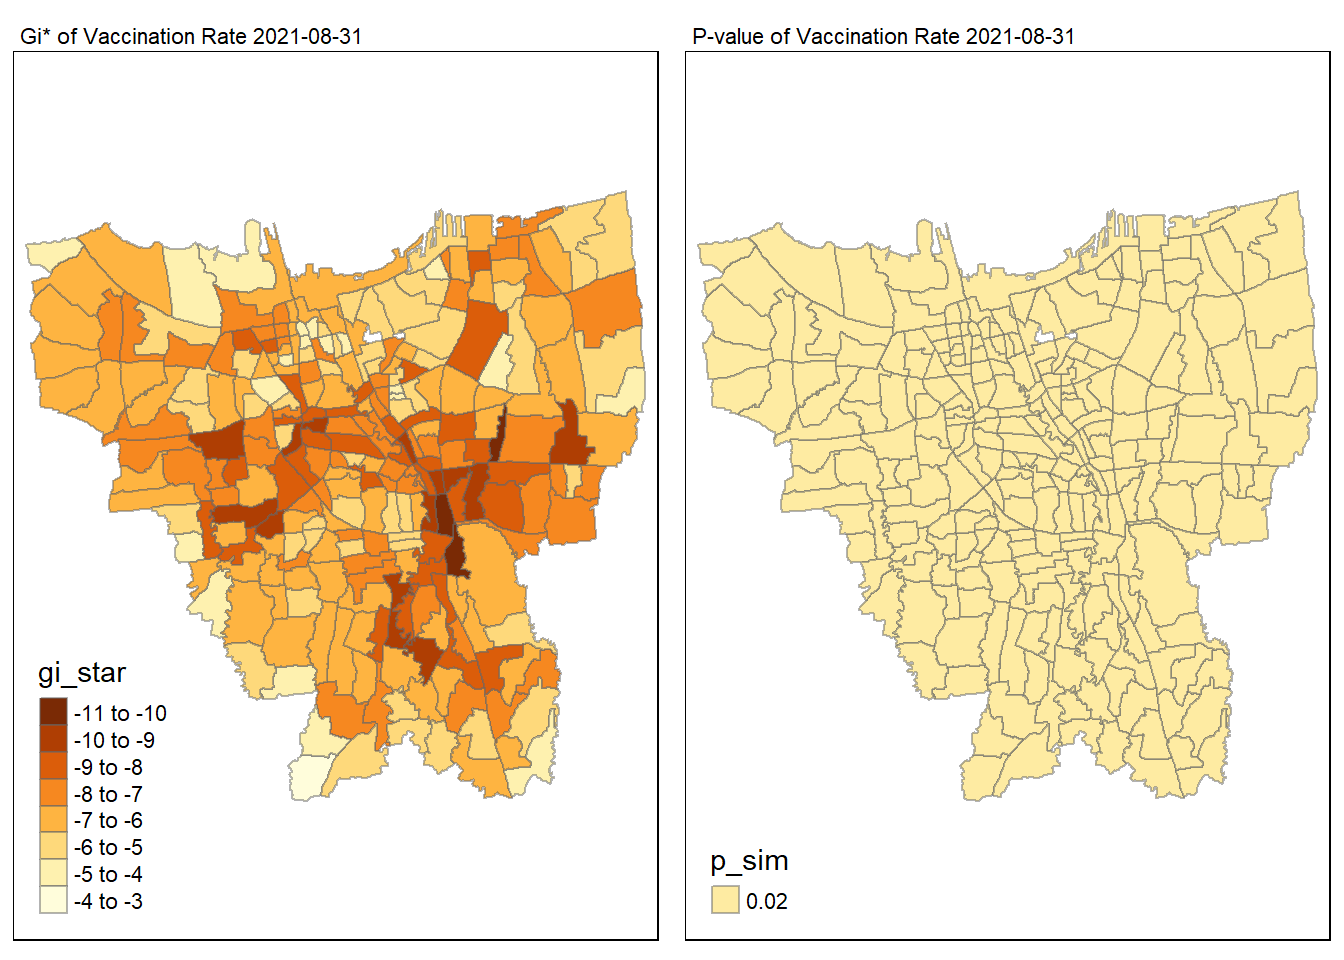 Gi* of Vaccination Rate 2021-08-31
gi_star
-11 to -10
-10 to -9
-9 to -8
-8 to -7
-7 to -6
-6 to -5
-5 to -4
-4 to -3
P-value of Vaccination Rate 2021-08-31
p_sim
0.02